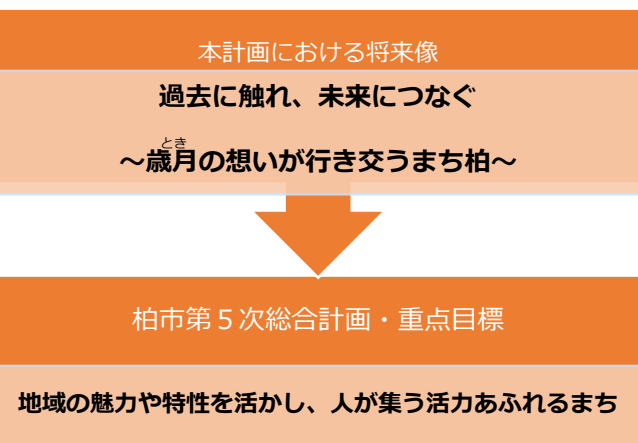 本計画における将来像
過去に触れ、未来につなぐ
とき
～歳月の想いが行き交うまち柏～
柏市第５次総合計画・重点目標
地域の魅力や特性を活かし、人が集う活力あふれるまち